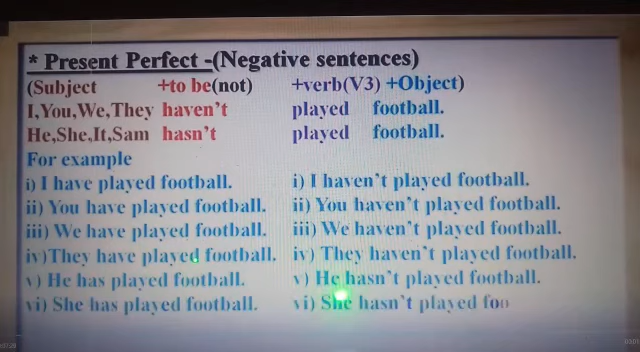 * Present Perfect -(Negative sentences)
(Subject +to be(not) +verb(V3) +Object)
I,You,We,They haven't played football.
He,She,It,Sam hasn't played football.
For example
i) I have played football. i) I haven't played football.
ii) You have played football. ii) You haven't played football.
iii) We have played football. iii) We haven't played football.
iv)They have played football. iv) They haven't played football.
v) He has played football. v) He hasn't played football.
vi) She has played football. vi) She hasn't played foo